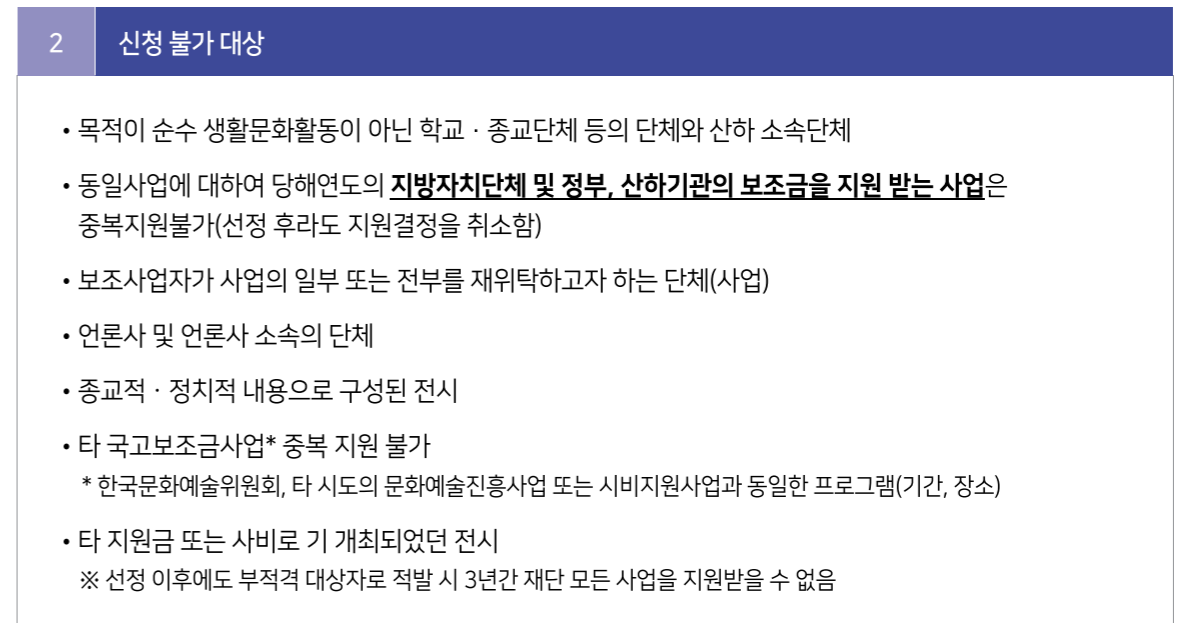 2 신청 불가 대상
• 목적이 순수 생활문화활동이 아닌 학교 · 종교단체 등의 단체와 산하 소속단체
• 동일사업에 대하여 당해연도의 지방자치단체 및 정부, 산하기관의 보조금을 지원 받는 사업은
중복지원불가(선정 후라도 지원결정을 취소함)
• 보조사업자가 사업의 일부 또는 전부를 재위탁하고자 하는 단체(사업)
• 언론사 및 언론사 소속의 단체
• 종교적 · 정치적 내용으로 구성된 전시
• 타 국고보조금사업* 중복 지원 불가
* 한국문화예술위원회, 타 시도의 문화예술진흥사업 또는 시비지원사업과 동일한 프로그램(기간, 장소)
• 타 지원금 또는 사비로 기 개최되었던 전시
※ 선정 이후에도 부적격 대상자로 적발 시 3년간 재단 모든 사업을 지원받을 수 없음